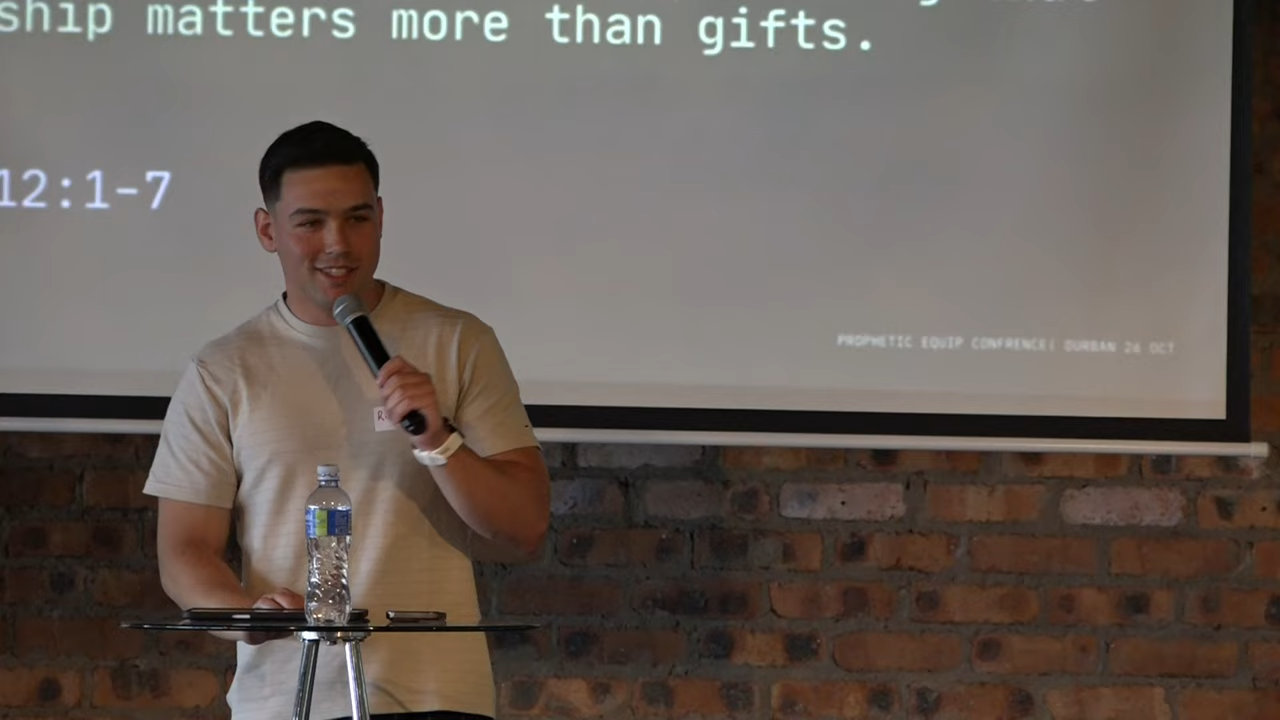 ship matters more than gifts.
12:1-7
PROPHETIC EQUIP CONFRENCE| DURBAN 26 OCT